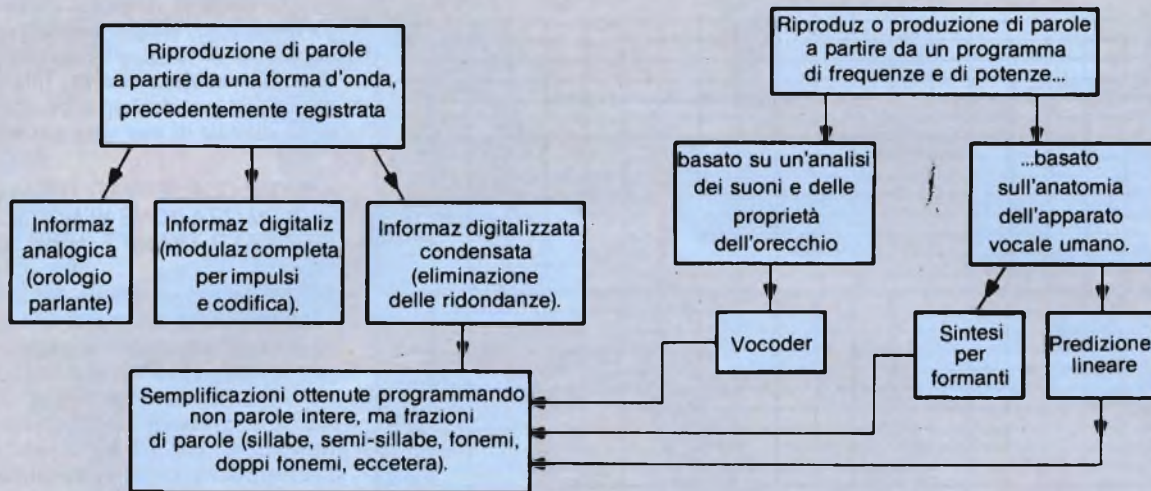 Riproduzione di parole
a partire da una forma d'onda,
precedentemente registrata
Informaz
analogica
(orologio
parlante)
Informaz digitaliz
(modulaz completa
per impulsi
e codifica).
Informaz digitalizzata
condensata
(eliminazione
delle ridondanze).
Semplificazioni ottenute programmando
non parole intere, ma frazioni
di parole (sillabe, semi-sillabe, fonemi,
doppi fonemi, eccetera).
Riproduz o produzione di parole
a partire da un programma
di frequenze e di potenze...
basato su un'analisi
dei suoni e delle
proprietà
dell'orecchio
...basato
sull'anatomia
dell'apparato
vocale umano.
Vocoder
Sintesi
per
formanti
Predizione
lineare